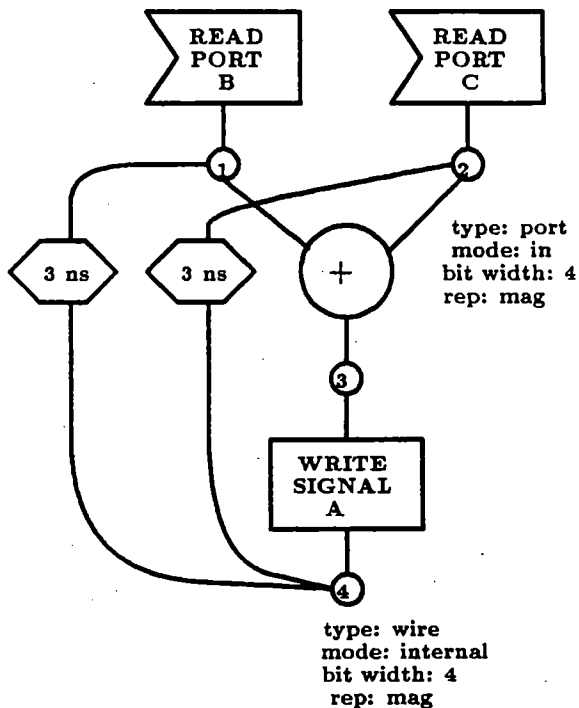 READ
PORT
B
READ
PORT
C
1
2
type: port
mode: in
bit width: 4
rep: mag
3 ns
3 ns
+
3
WRITE
SIGNAL
A
4
type: wire
mode: internal
bit width: 4
rep: mag